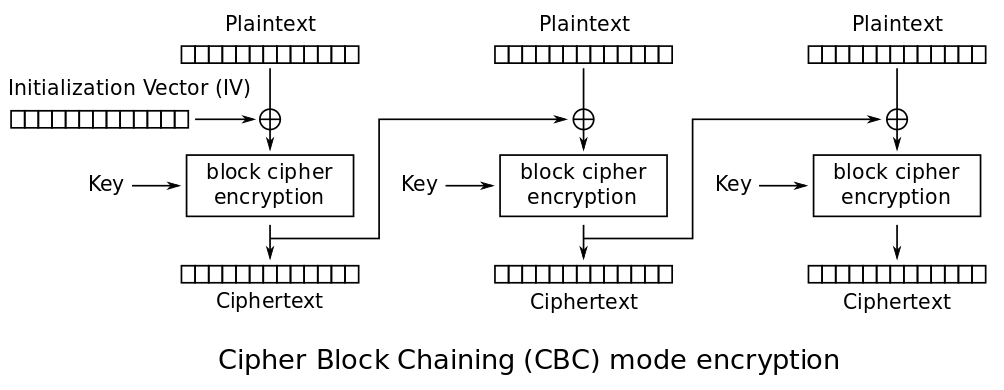 Plaintext
Plaintext
Plaintext
Initialization Vector (IV)
Key
block cipher
encryption
Key
block cipher
encryption
Key
block cipher
encryption
Ciphertext
Ciphertext
Ciphertext
Cipher Block Chaining (CBC) mode encryption